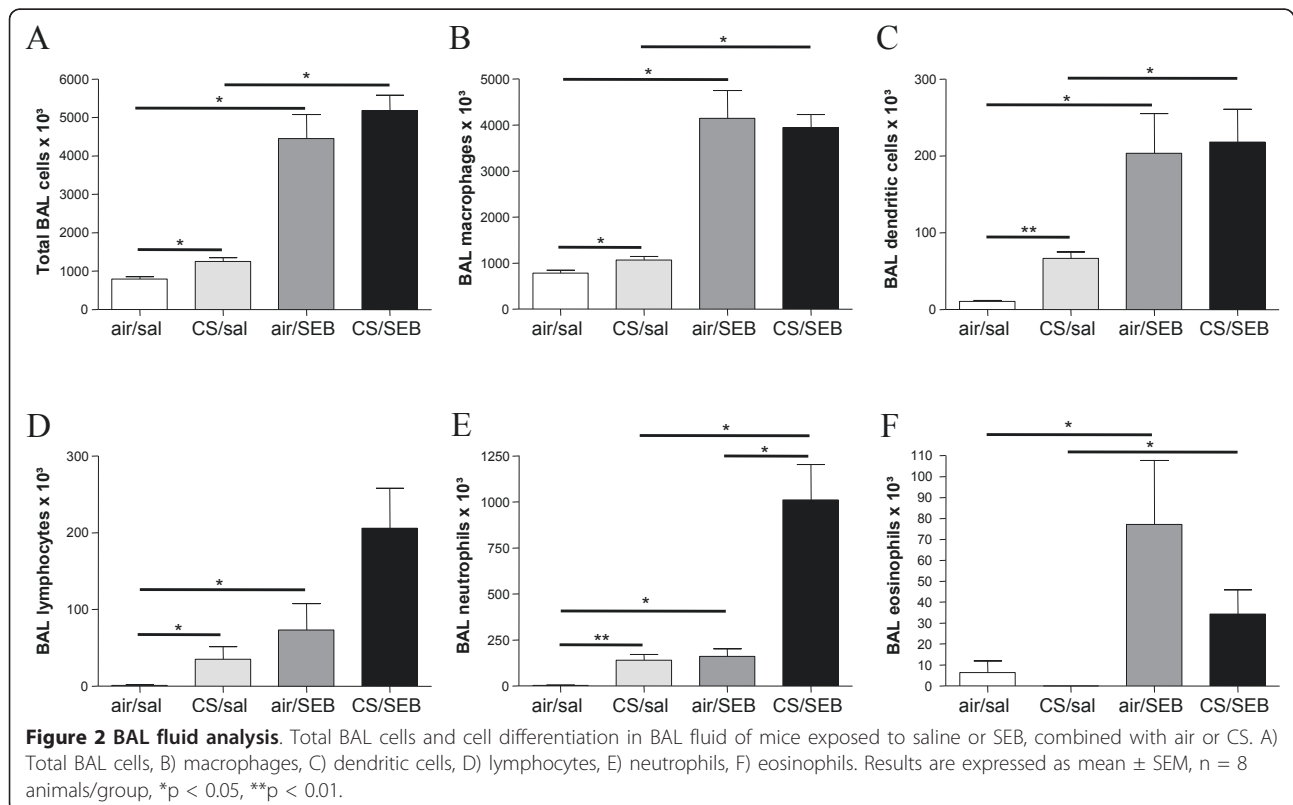 A
*
*
*
Total BAL cells x 10³
6000
5000
4000
3000
2000
1000
0
air/sal CS/sal air/SEB CS/SEB
B
*
*
*
BAL macrophages x 10³
5000
4000
3000
2000
1000
0
air/sal CS/sal air/SEB CS/SEB
C
*
*
**
BAL dendritic cells x 10³
300
200
100
0
air/sal CS/sal air/SEB CS/SEB
D
*
*
BAL lymphocytes x 10³
300
200
100
0
air/sal CS/sal air/SEB CS/SEB
E
*
*
*
**
BAL neutrophils x 10³
1250
1000
750
500
250
0
air/sal CS/sal air/SEB CS/SEB
F
*
*
BAL eosinophils x 10³
110
100
90
80
70
60
50
40
30
20
10
0
air/sal CS/sal air/SEB CS/SEB
Figure 2 BAL fluid analysis. Total BAL cells and cell differentiation in BAL fluid of mice exposed to saline or SEB, combined with air or CS. A)
Total BAL cells, B) macrophages, C) dendritic cells, D) lymphocytes, E) neutrophils, F) eosinophils. Results are expressed as mean ± SEM, n = 8
animals/group, *p < 0.05, **p < 0.01.